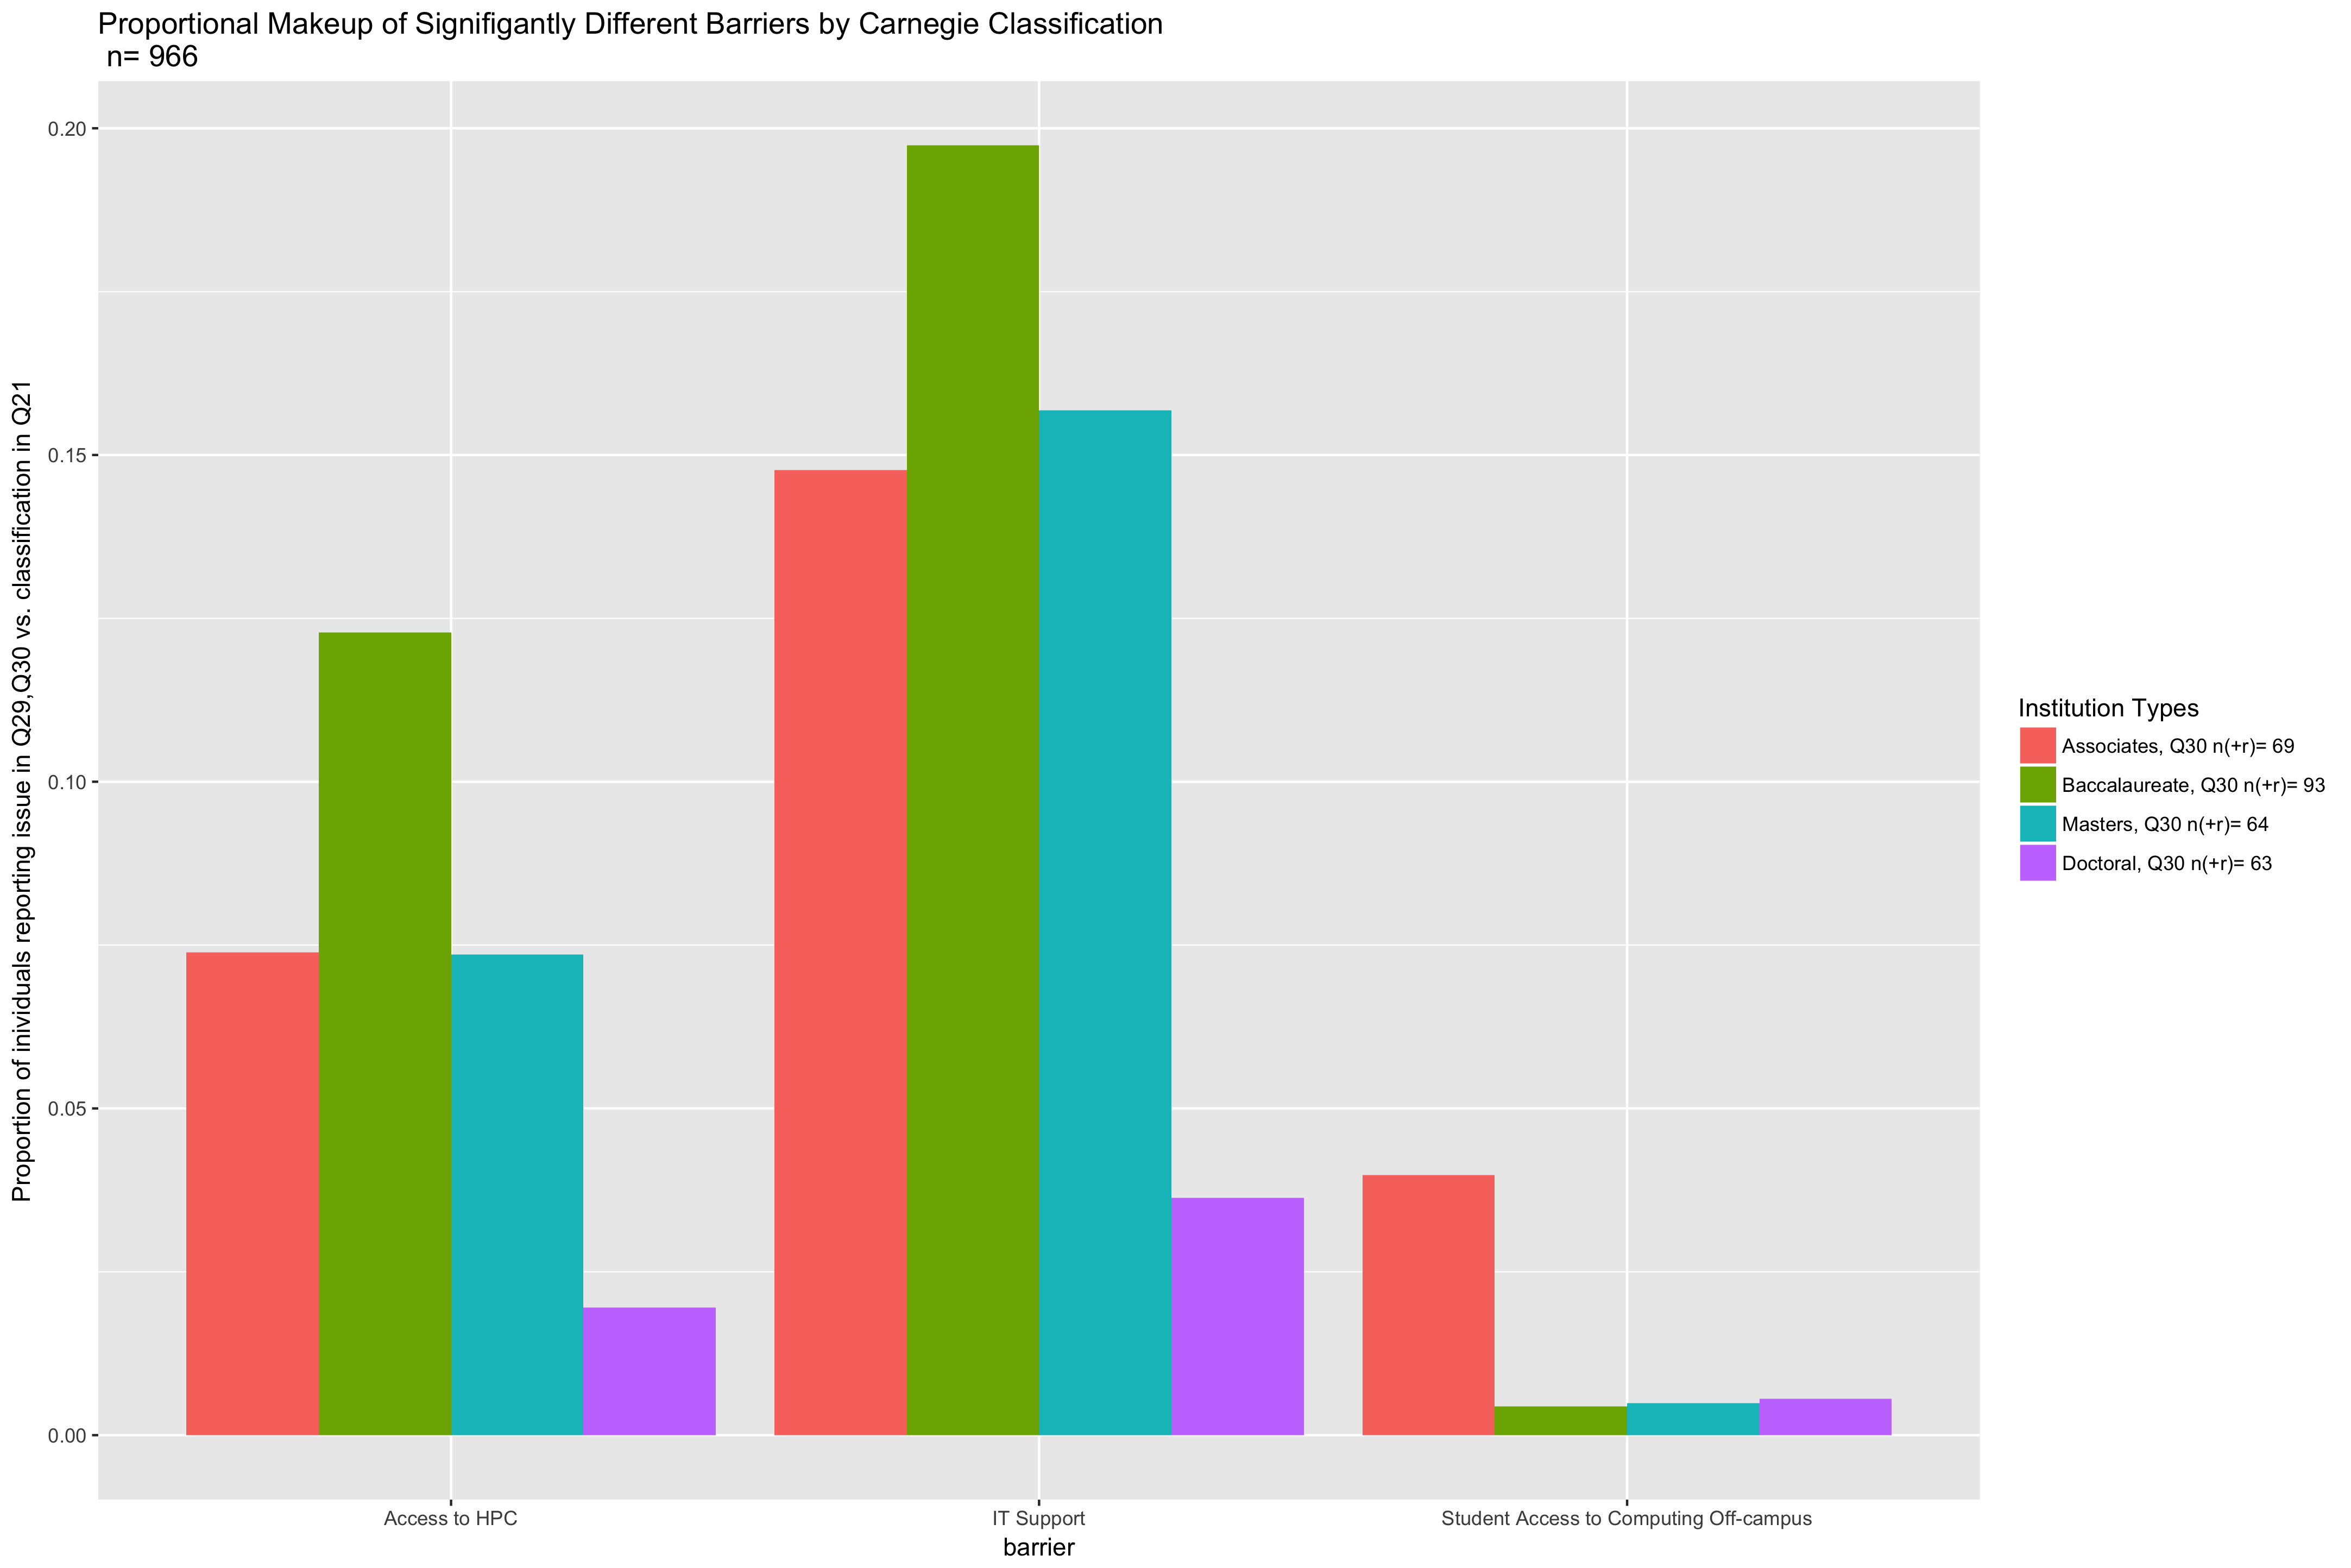 Proportional Makeup of Signifigantly Different Barriers by Carnegie Classification
n= 966
Proportion of inividuals reporting issue in Q29,Q30 vs. classification in Q21
0.20
0.15
0.10
0.05
0.00
Access to HPC
IT Support
Student Access to Computing Off-campus
barrier
Institution Types
Associates, Q30 n(+r)= 69
Baccalaureate, Q30 n(+r)= 93
Masters, Q30 n(+r)= 64
Doctoral, Q30 n(+r)= 63